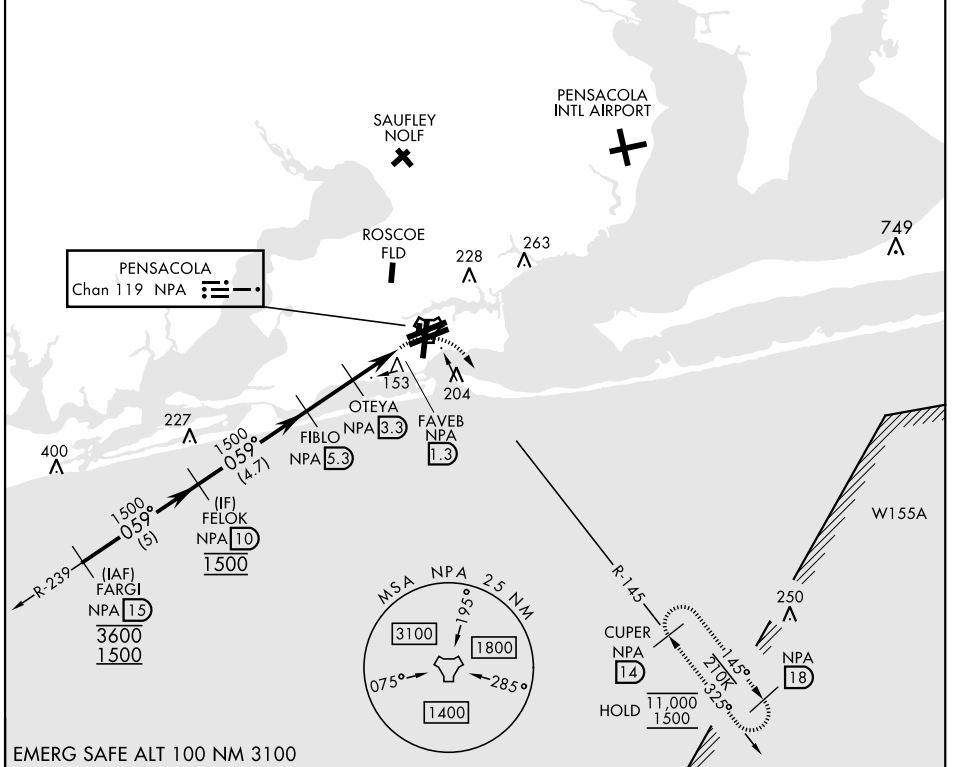 PENSACOLA
INTL AIRPORT
SAUFLEY
NOLF
ROSCOE
FLD
228
263
749
PENSACOLA
Chan 119 NPA
153
204
OTEYA
NPA 3.3
FAVEB
NPA
1.3
FIBLO
NPA 5.3
227
400
1500
059°
(4.7)
(IF)
FELOK
NPA 10
1500
1500
059°
(5)
R-239
(IAF)
FARGI
NPA 15
3600
1500
W155A
R-145
250
CUPER
NPA
14
145°
210K
325°
NPA
18
HOLD 11,000
1500
MSA NPA 25 NM
195°
3100
1800
075°
285°
1400
EMERG SAFE ALT 100 NM 3100